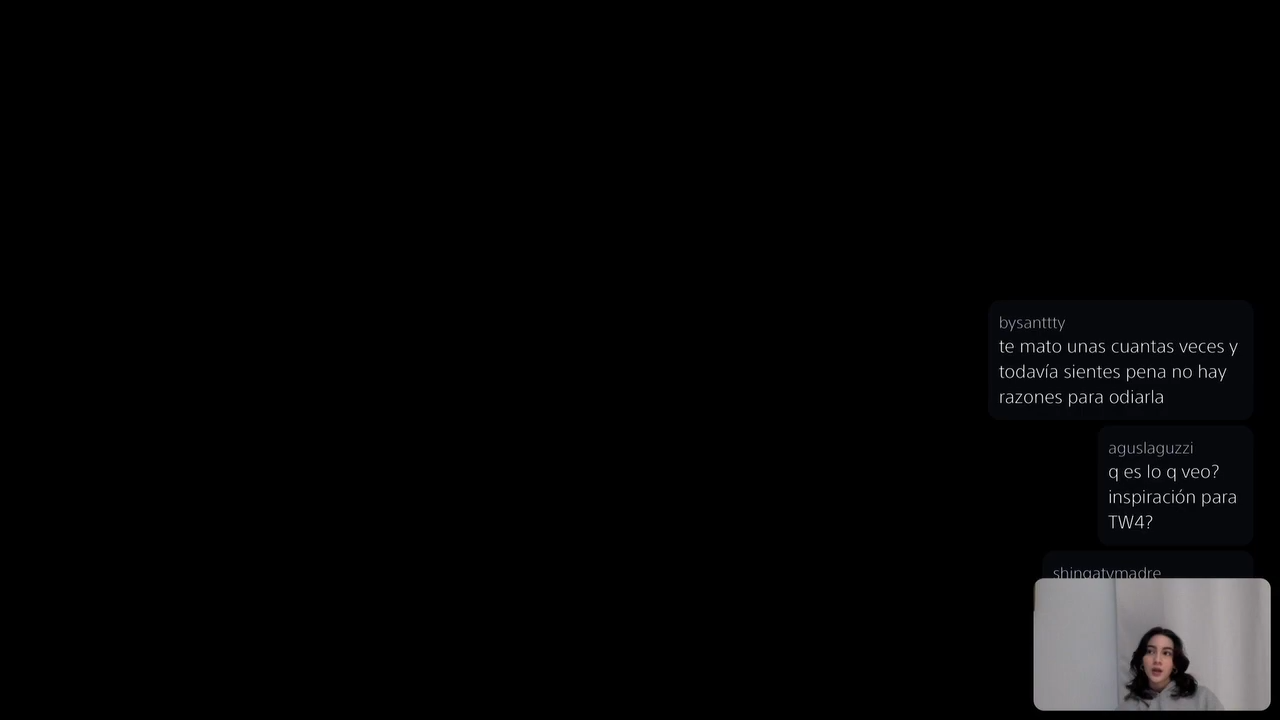 bysanttty
te mato unas cuantas veces y
todavía sientes pena no hay
razones para odiarla
aguslaguzzi
q es lo q veo?
inspiración para
TW4?
shingatymadre